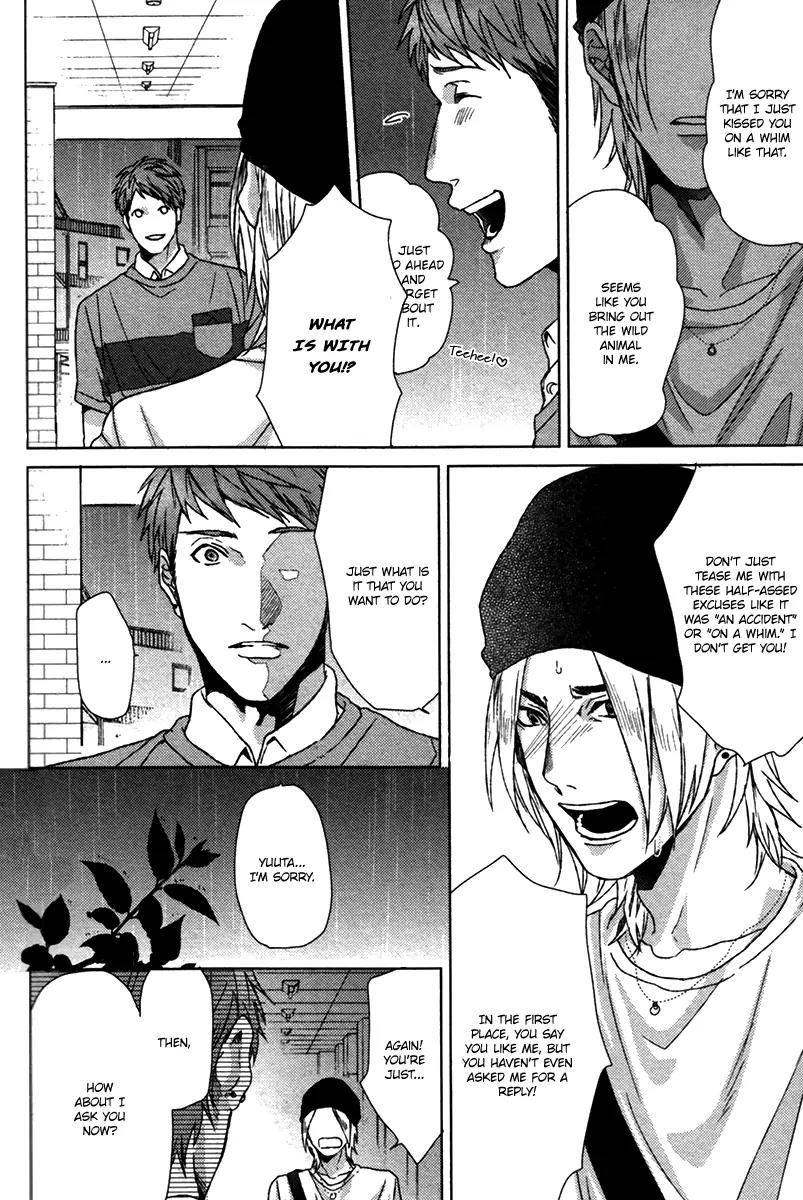 I'M SORRY
THAT I JUST
KISSED YOU
ON A WHIM
LIKE THAT.
SEEMS
LIKE YOU
BRING OUT
THE WILD
ANIMAL
IN ME.
JUST
O AHEAD
AND
RGET
BOUT
IT.
Teehee!♡
WHAT
IS WITH
YOU!?
DON'T JUST
TEASE ME WITH
THESE HALF-ASSED
EXCUSES LIKE IT
WAS "AN ACCIDENT"
OR "ON A WHIM." I
DON'T GET YOU!
IN THE FIRST
PLACE, YOU SAY
YOU LIKE ME, BUT
YOU HAVEN'T EVEN
ASKED ME FOR A
REPLY!
JUST WHAT IS
IT THAT YOU
WANT TO DO?
...
YUUTA...
I'M SORRY.
AGAIN!
YOU'RE
JUST...
THEN,
HOW
ABOUT I
ASK YOU
NOW?